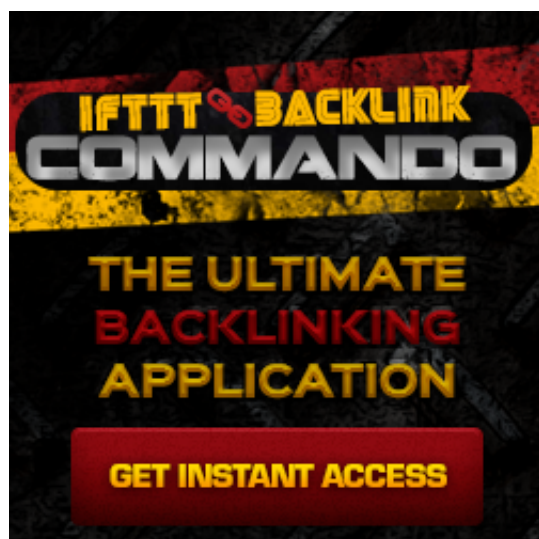 IFTTT BACKLINK
COMMANDO
THE ULTIMATE
BACKLINKING
APPLICATION
GET INSTANT ACCESS